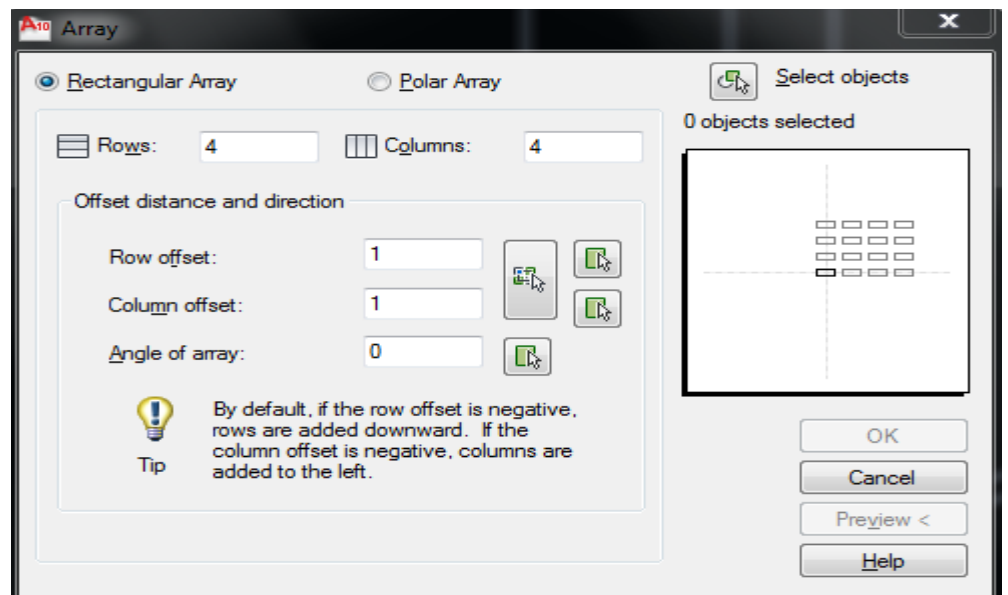 A10 Array
Rectangular Array
Polar Array
Select objects
0 objects selected
Rows: 4
Columns: 4
Offset distance and direction
Row offset: 1
Column offset: 1
Angle of array: 0
Tip
By default, if the row offset is negative,
rows are added downward. If the
column offset is negative, columns are
added to the left.
OK
Cancel
Preview <
Help